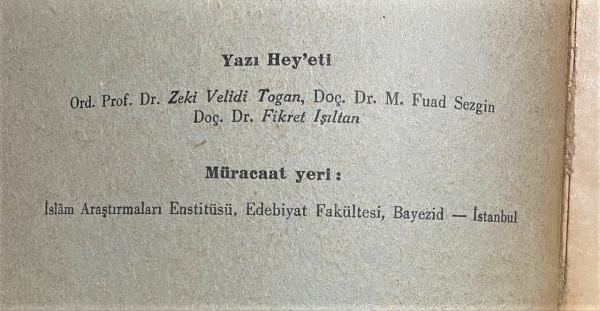 Yazı Hey'eti
Ord. Prof. Dr. Zeki Velidi Togan, Doç. Dr. M. Fuad Sezgin
Doç. Dr. Fikret Işıltan
Müracaat yeri :
İslâm Araştırmaları Enstitüsü, Edebiyat Fakültesi, Bayezid — İstanbul